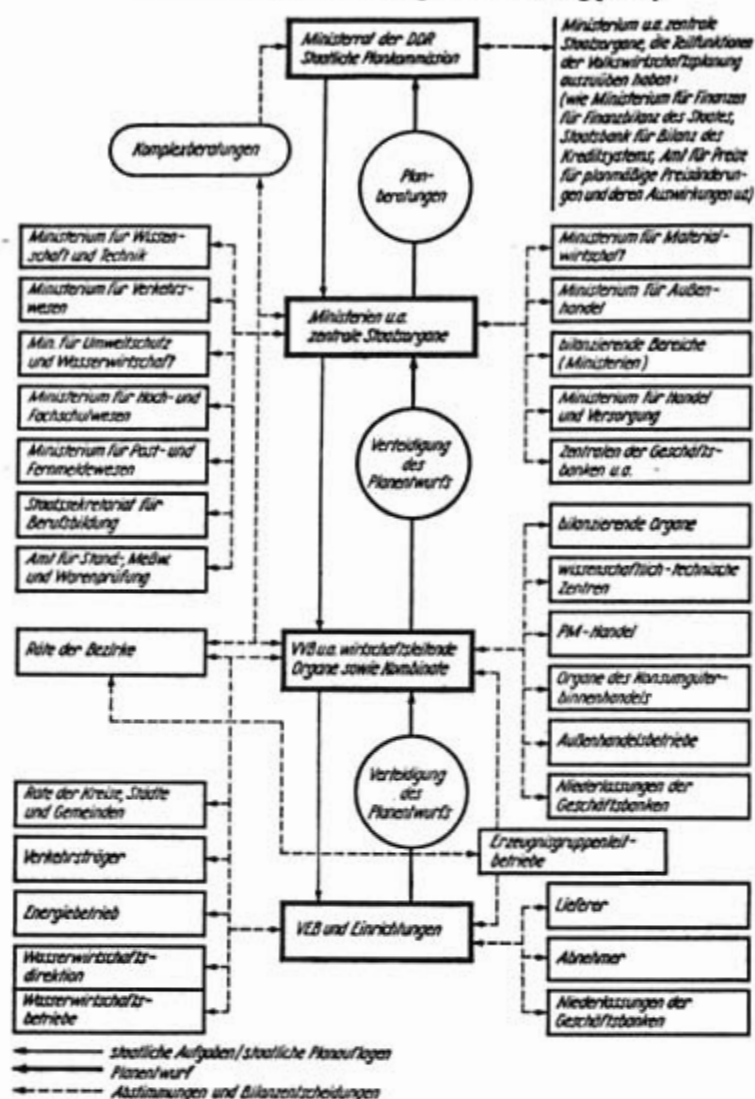 Ministerrat der DDR
Staatliche Plankommission
Ministerium u.a. zentrale
Staatsorgane, die Teilfunktionen
der Volkswirtschaftsplanung
auszuüben haben:
(wie Ministerium für Finanzen
für Finanzbilanz des Staates,
Staatsbank für Bilanz des
Kreditsystems, Amt für Preise
für planmäßige Preisänderun-
gen und deren Auswirkungen
Komplexberatungen
Plan-
beratungen
Ministerium für Wissen-
schaft und Technik
Ministerium für Verkehrs-
wesen
Min. für Umweltschutz
und Wasserwirtschaft
Ministerium für Hoch- und
Fachschulwesen
Ministerium für Post- und
Fernmeldewesen
Staatssekretariat für
Berufsbildung
Amt für Stand-, Meßw.
und Warenprüfung
Ministerien u.a.
zentrale Staatsorgane
Ministerium für Material-
wirtschaft
Ministerium für Außen-
handel
bilanzierende Bereiche
(Ministerien)
Ministerium für Handel
und Versorgung
Zentralen der Geschäfts-
banken u.a.
Verteidigung
des
Planentwurfs
bilanzierende Organe
wissenschaftlich-technische
Zentren
PM-Handel
Organe des Konsumgüter-
binnenhandels
Außenhandelsbetriebe
Niederlassungen der
Geschäftsbanken
Räte der Bezirke
VVB u.a. wirtschaftsleitende
Organe sowie Kombinate
Verteidigung
des
Planentwurfs
Erzeugnisgruppenleit-
betriebe
Räte der Kreise, Städte
und Gemeinden
Verkehrsträger
Energiebetrieb
Wasserwirtschafts-
direktion
Wasserwirtschafts-
betriebe
VEB und Einrichtungen
Lieferer
Abnehmer
Niederlassungen der
Geschäftsbanken
staatliche Aufgaben/staatliche Planauflagen
Planentwurf
Abstimmungen und Bilanzentscheidungen